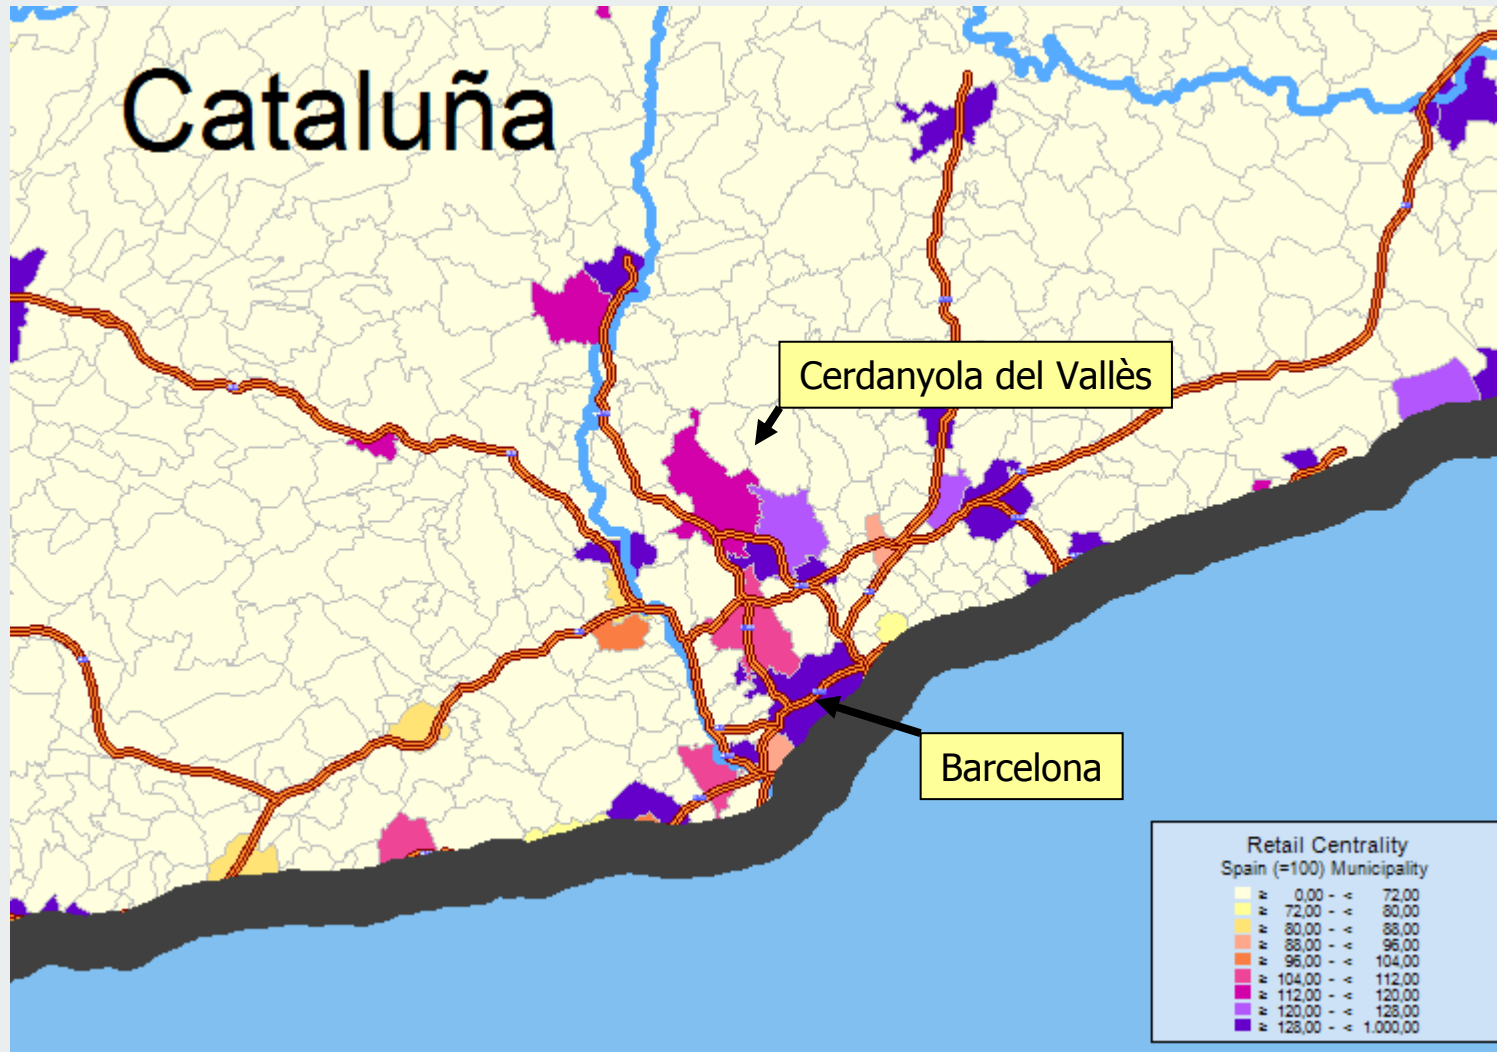 Cataluña
Cerdanyola del Vallès
Barcelona
Retail Centrality
Spain (=100) Municipality
≥ 0,00 - < 72,00
≥ 72,00 - < 80,00
≥ 80,00 - < 88,00
≥ 88,00 - < 96,00
≥ 96,00 - < 104,00
≥ 104,00 - < 112,00
≥ 112,00 - < 120,00
≥ 120,00 - < 128,00
≥ 128,00 - < 1.000,00